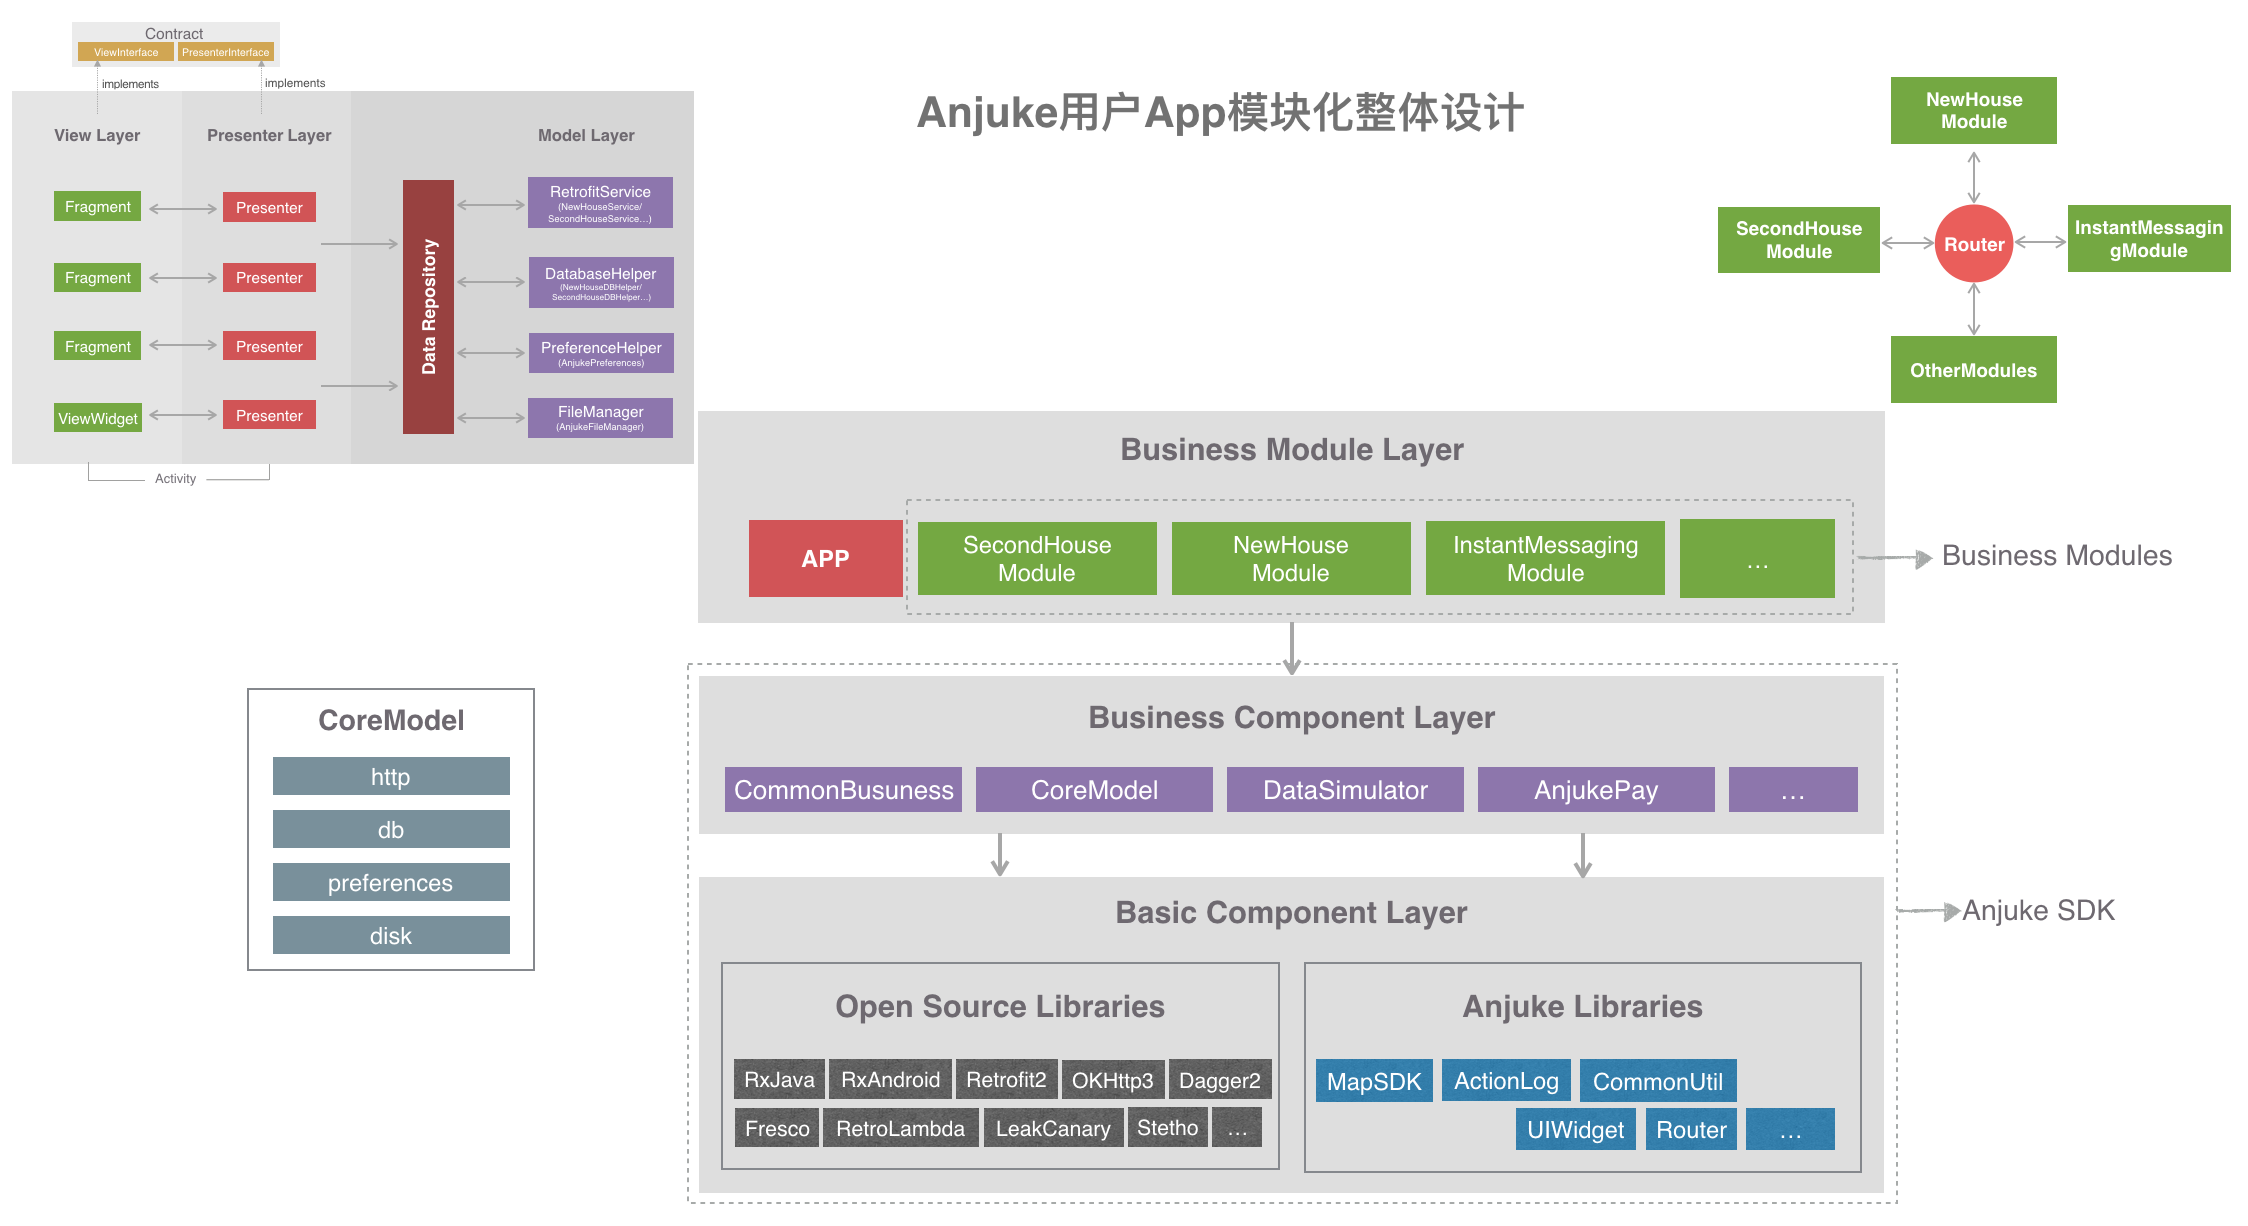 Contract
ViewInterface
PresenterInterface
implements
implements
View Layer
Presenter Layer
Model Layer
Fragment
Presenter
Fragment
Presenter
Fragment
Presenter
ViewWidget
Presenter
Data Repository
RetrofitService
(NewHouseService/
SecondHouseService...)
DatabaseHelper
(NewHouseDBHelper/
SecondHouseDBHelper...)
PreferenceHelper
(AnjukePreferences)
FileManager
(AnjukeFileManager)
Activity
Anjuke用户App模块化整体设计
NewHouse
Module
SecondHouse
Module
Router
InstantMessagin
gModule
OtherModules
Business Module Layer
APP
SecondHouse
Module
NewHouse
Module
InstantMessaging
Module
...
Business Modules
CoreModel
http
db
preferences
disk
Business Component Layer
CommonBusuness
CoreModel
DataSimulator
AnjukePay
...
Basic Component Layer
Anjuke SDK
Open Source Libraries
RxJava
RxAndroid
Retrofit2
OKHttp3
Dagger2
Fresco
RetroLambda
LeakCanary
Stetho
...
Anjuke Libraries
MapSDK
ActionLog
CommonUtil
UIWidget
Router
...